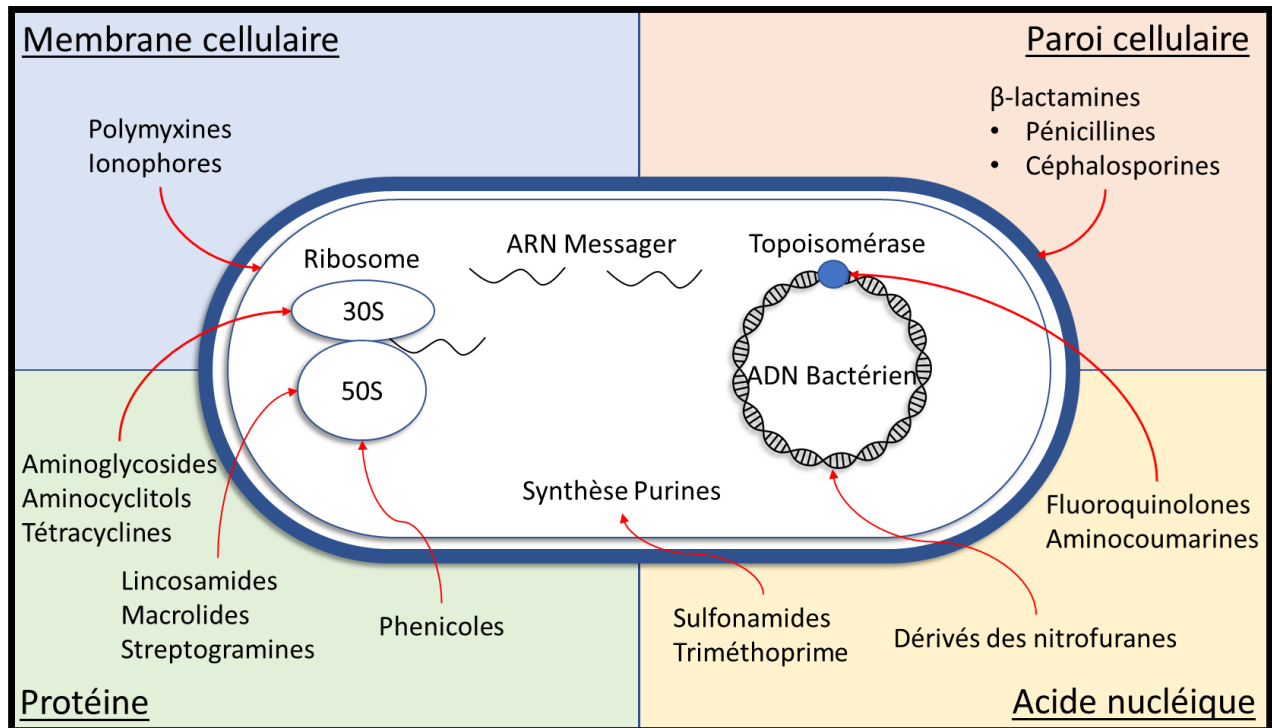 Membrane cellulaire
Paroi cellulaire
Polymyxines
Ionophores
β-lactamines
• Pénicillines
• Céphalosporines
Ribosome
ARN Messager
Topoisomérase
30S
50S
ADN Bactérien
Synthèse Purines
Aminoglycosides
Aminocyclitols
Tétracyclines
Lincosamides
Macrolides
Streptogramines
Phenicoles
Sulfonamides
Triméthoprime
Dérivés des nitrofuranes
Fluoroquinolones
Aminocoumarines
Protéine
Acide nucléique